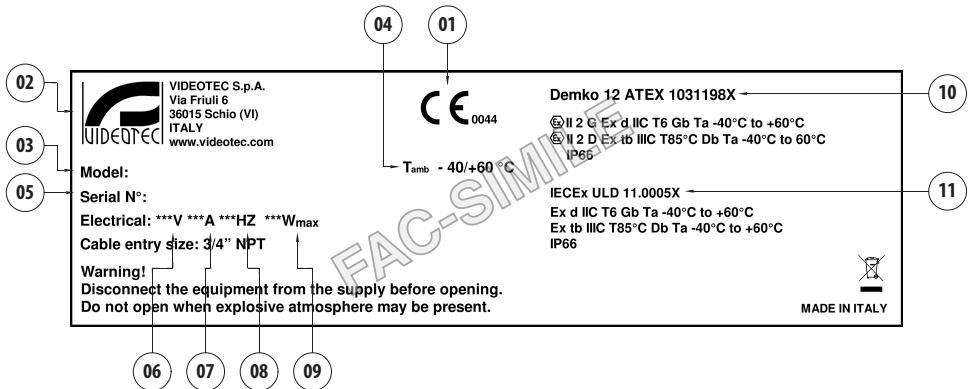 04 01
02
VIDEOTEC
VIDEOTEC S.p.A.
Via Friuli 6
36015 Schio (VI)
ITALY
www.videotec.com
CE 0044
Demko 12 ATEX 1031198X
10
Ex II 2 G Ex d IIC T6 Gb Ta -40°C to +60°C
Ex II 2 D Ex tb IIIC T85°C Db Ta -40°C to 60°C
IP66
03
Model:
Tamb - 40/+60 °C
05
Serial N°:
IECEx ULD 11.0005X
11
Electrical: ***V ***A ***HZ ***Wmax
Ex d IIC T6 Gb Ta -40°C to +60°C
Ex tb IIIC T85°C Db Ta -40°C to +60°C
IP66
Cable entry size: 3/4” NPT
Warning!
Disconnect the equipment from the supply before opening.
Do not open when explosive atmosphere may be present.
MADE IN ITALY
FAC-SIMILE
06 07 08 09